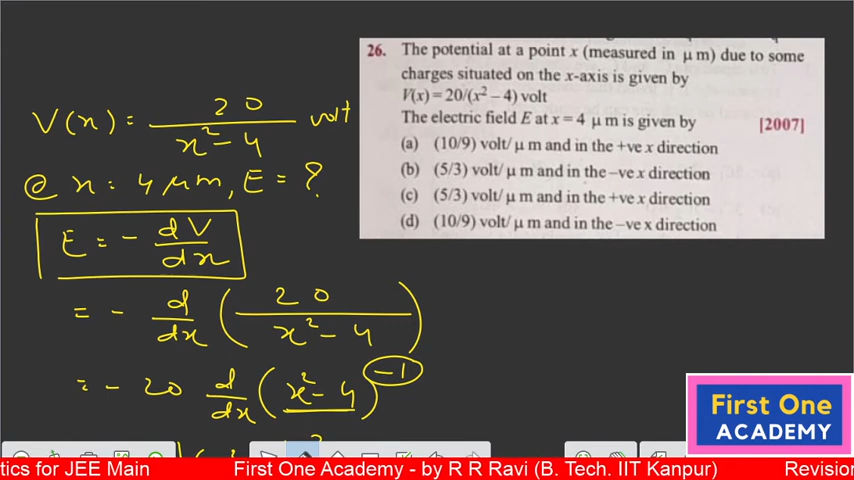 V(x) = 20 / x² - 4 volt
@ x = 4 μm, E = ?
E = - dV/dx
= - d/dx ( 20 / x² - 4 )
= - 20 d/dx ( x² - 4 )⁻¹
26. The potential at a point x (measured in μ m) due to some
charges situated on the x-axis is given by
V(x) = 20/(x² – 4) volt
The electric field E at x = 4 μ m is given by [2007]
(a) (10/9) volt/ μ m and in the +ve x direction
(b) (5/3) volt/ μ m and in the –ve x direction
(c) (5/3) volt/ μ m and in the +ve x direction
(d) (10/9) volt/ μ m and in the –ve x direction
First One
ACADEMY
tics for JEE Main First One Academy - by R R Ravi (B. Tech. IIT Kanpur) Revision